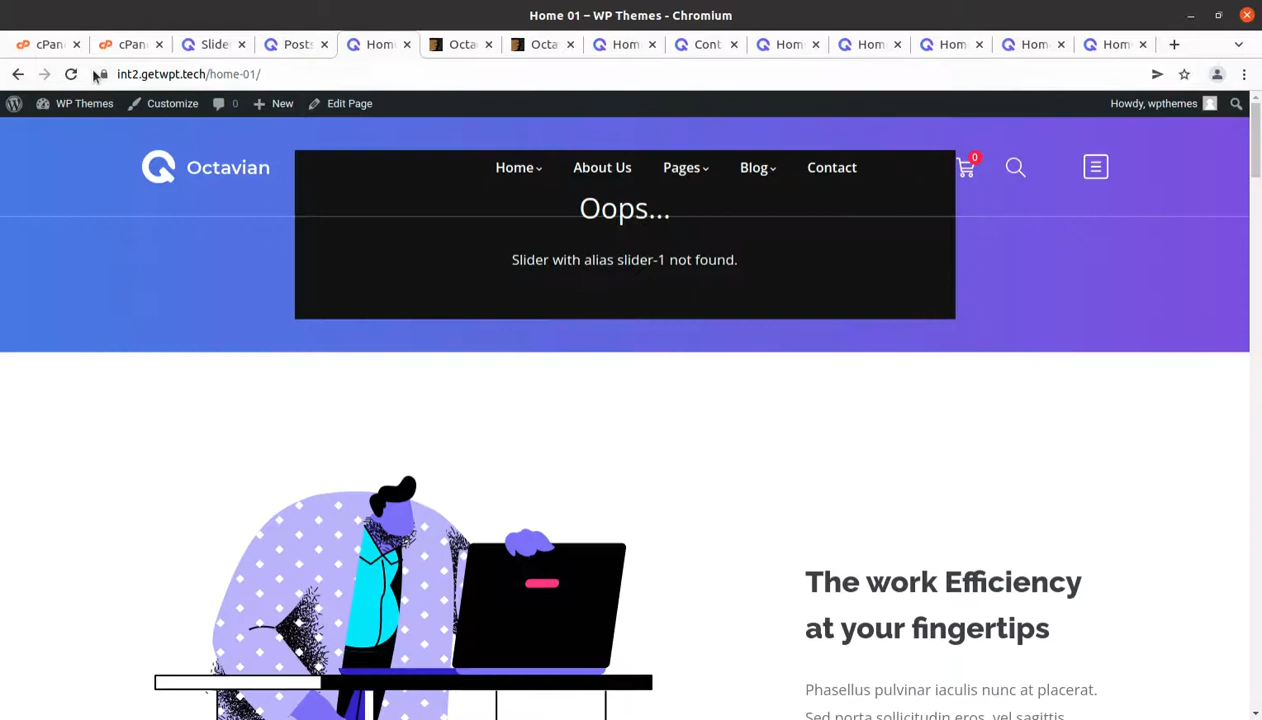 Home 01 – WP Themes - Chromium
cPan
cPan
Slide
Posts
Hom
Octa
Octa
Hom
Cont
Hom
Hom
Hom
Hom
Hom
int2.getwpt.tech/home-01/
WP Themes
Customize
0
New
Edit Page
Howdy, wpthemes
Octavian
Home
About Us
Pages
Blog
Contact
0
Oops...
Slider with alias slider-1 not found.
The work Efficiency
at your fingertips
Phasellus pulvinar iaculis nunc at placerat.
Sed porta sollicitudin eros, vel sagittis